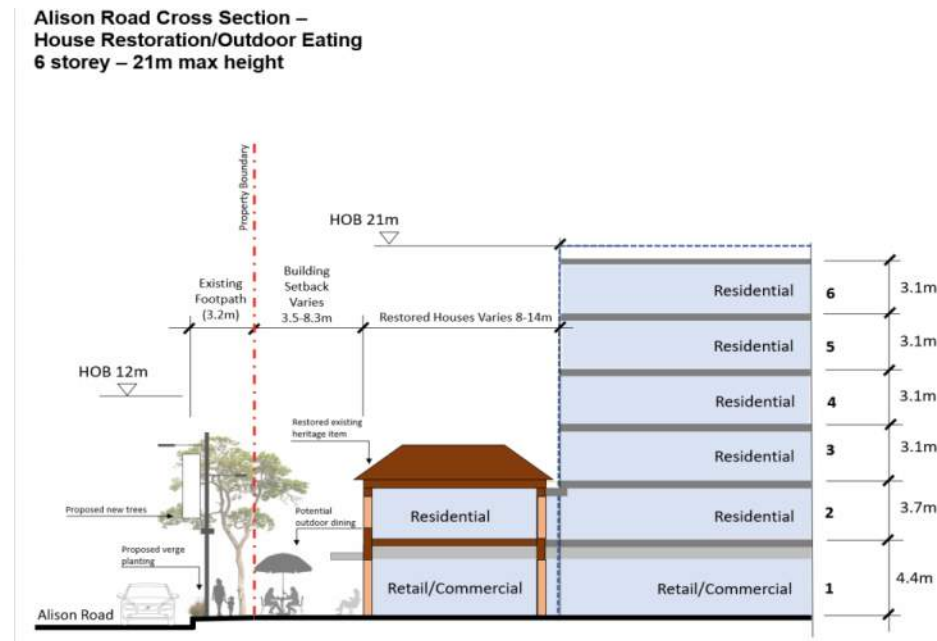 Alison Road Cross Section –
House Restoration/Outdoor Eating
6 storey – 21m max height
Property Boundary
HOB 21m
Existing
Footpath
(3.2m)
Building
Setback
Varies
3.5-8.3m
Restored Houses Varies 8-14m
HOB 12m
Restored existing
heritage item
Proposed new trees
Potential
outdoor dining
Proposed verge
planting
Alison Road
Residential
Retail/Commercial
Residential 6 3.1m
Residential 5 3.1m
Residential 4 3.1m
Residential 3 3.1m
Residential 2 3.7m
Retail/Commercial 1 4.4m